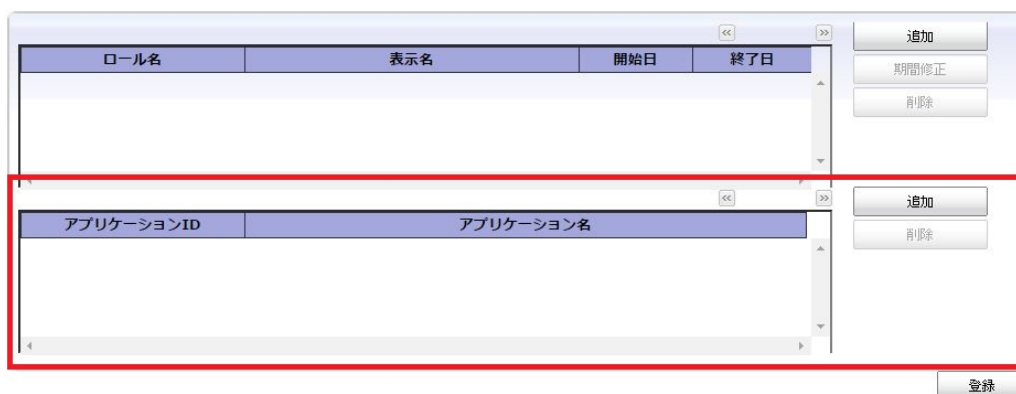 追加
ロール名 表示名 開始日 終了日
期間修正
削除
追加
アプリケーションID アプリケーション名
削除
登録